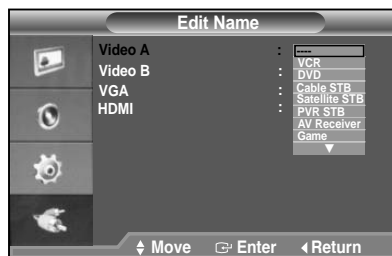 Edit Name
Video A : ----
VCR
Video B : DVD
VGA : Cable STB
Satellite STB
HDMI : PVR STB
AV Receiver
Game
▼
Move Enter Return